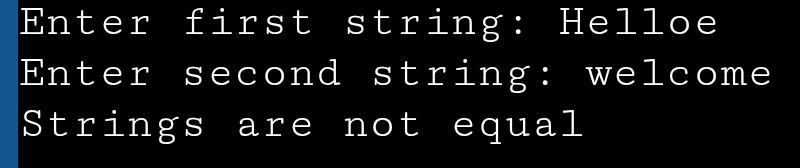 Enter first string: Helloe
Enter second string: welcome
Strings are not equal